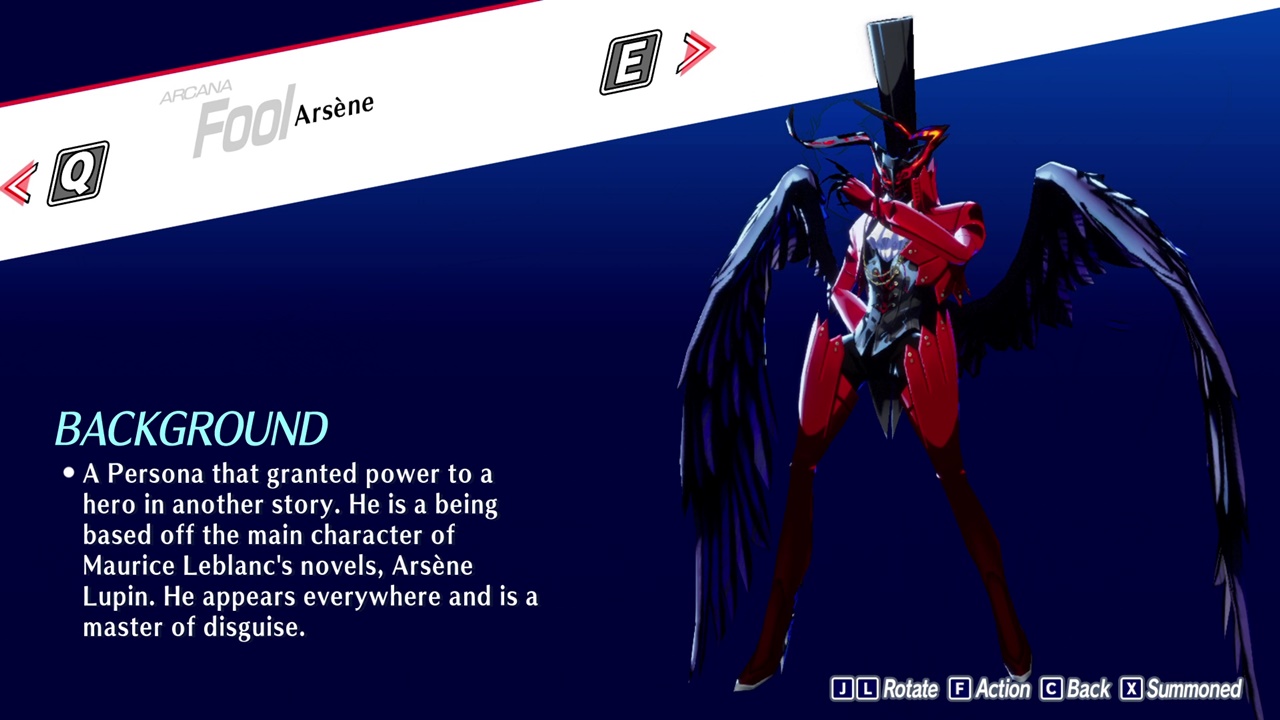 E
ARCANA
Fool Arsène
Q
BACKGROUND
• A Persona that granted power to a
hero in another story. He is a being
based off the main character of
Maurice Leblanc's novels, Arsène
Lupin. He appears everywhere and is a
master of disguise.
J L Rotate F Action C Back X Summoned